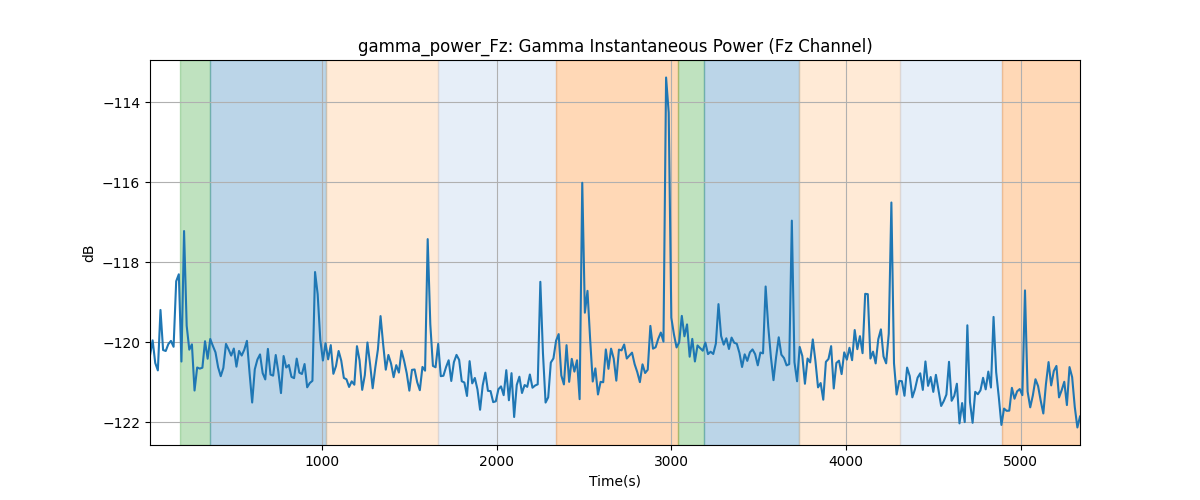 gamma_power_Fz: Gamma Instantaneous Power (Fz Channel)
dB
−114
−116
−118
−120
−122
1000 2000 3000 4000 5000
Time(s)